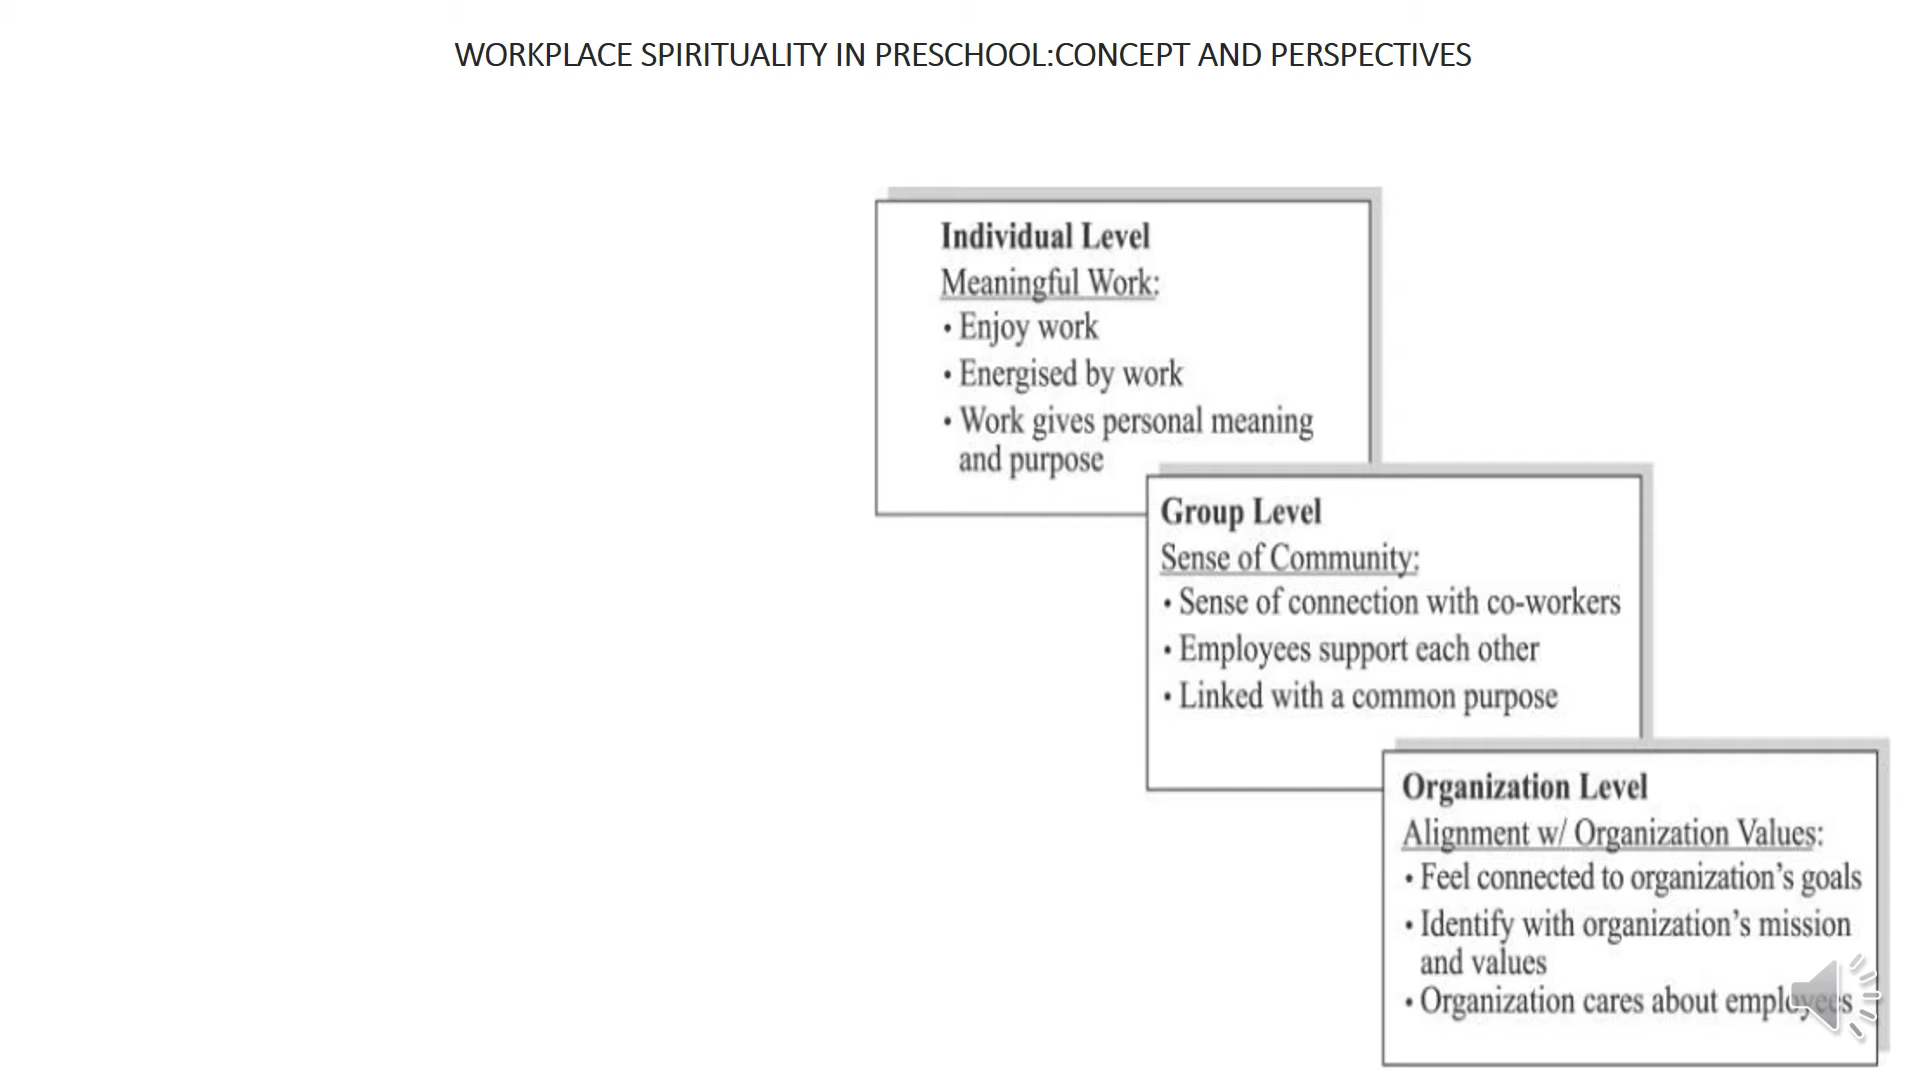 WORKPLACE SPIRITUALITY IN PRESCHOOL:CONCEPT AND PERSPECTIVES
Individual Level
Meaningful Work:
• Enjoy work
• Energised by work
• Work gives personal meaning
and purpose
Group Level
Sense of Community:
• Sense of connection with co-workers
• Employees support each other
• Linked with a common purpose
Organization Level
Alignment w/ Organization Values:
• Feel connected to organization's goals
• Identify with organization's mission
and values
• Organization cares about employees